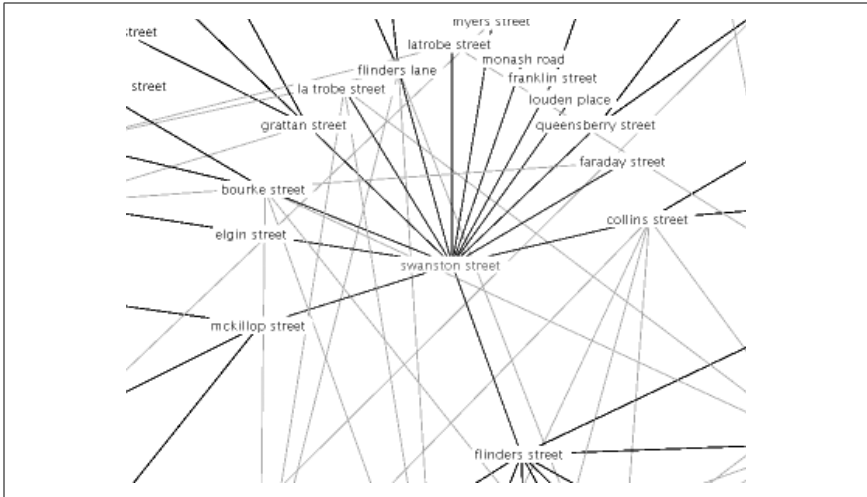 myers street
street
latrobe street
monash road
flinders lane
franklin street
street
la trobe street
louden place
grattan street
queensberry street
faraday street
bourke street
collins street
elgin street
swanston street
mckillop street
flinders street